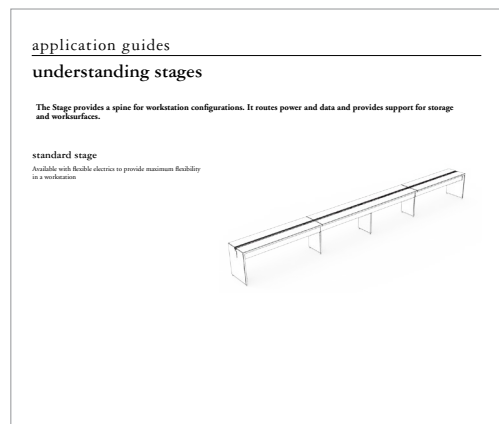 application guides
understanding stages
The Stage provides a spine for workstation configurations. It routes power and data and provides support for storage
and worksurfaces.
standard stage
Available with flexible electrics to provide maximum flexibility
in a workstation